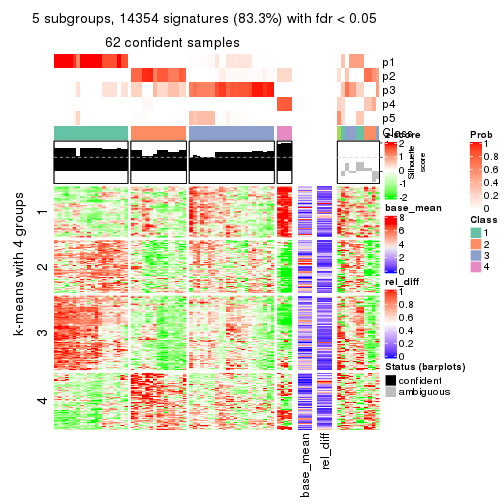 5 subgroups, 14354 signatures (83.3%) with fdr < 0.05
62 confident samples
p1
p2
p3
p4
p5
Class
k-means with 4 groups
1
2
3
4
base_mean
rel_diff
z-score
2
1
0
-1
-2
Silhouette
score
base_mean
8
6
4
2
0
rel_diff
1
0.8
0.6
0.4
0.2
0
Status (barplots)
confident
ambiguous
Prob
1
0.8
0.6
0.4
0.2
0
Class
1
2
3
4